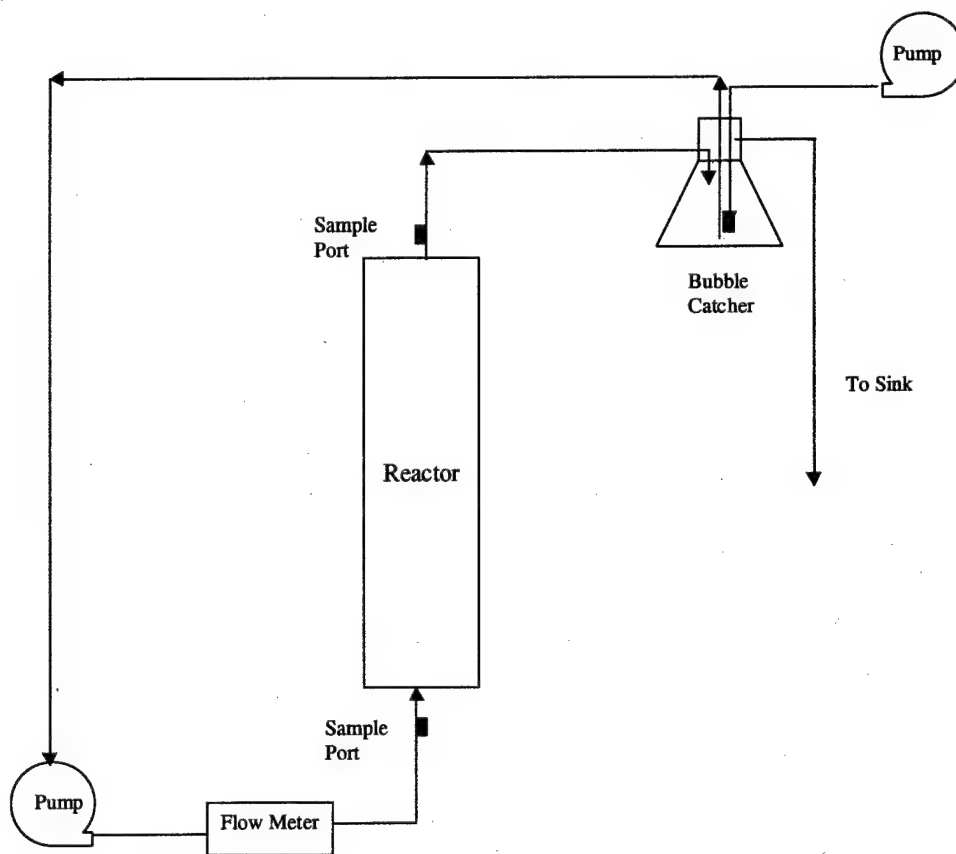 Pump
Sample
Port
Bubble
Catcher
To Sink
Reactor
Sample
Port
Pump
Flow Meter